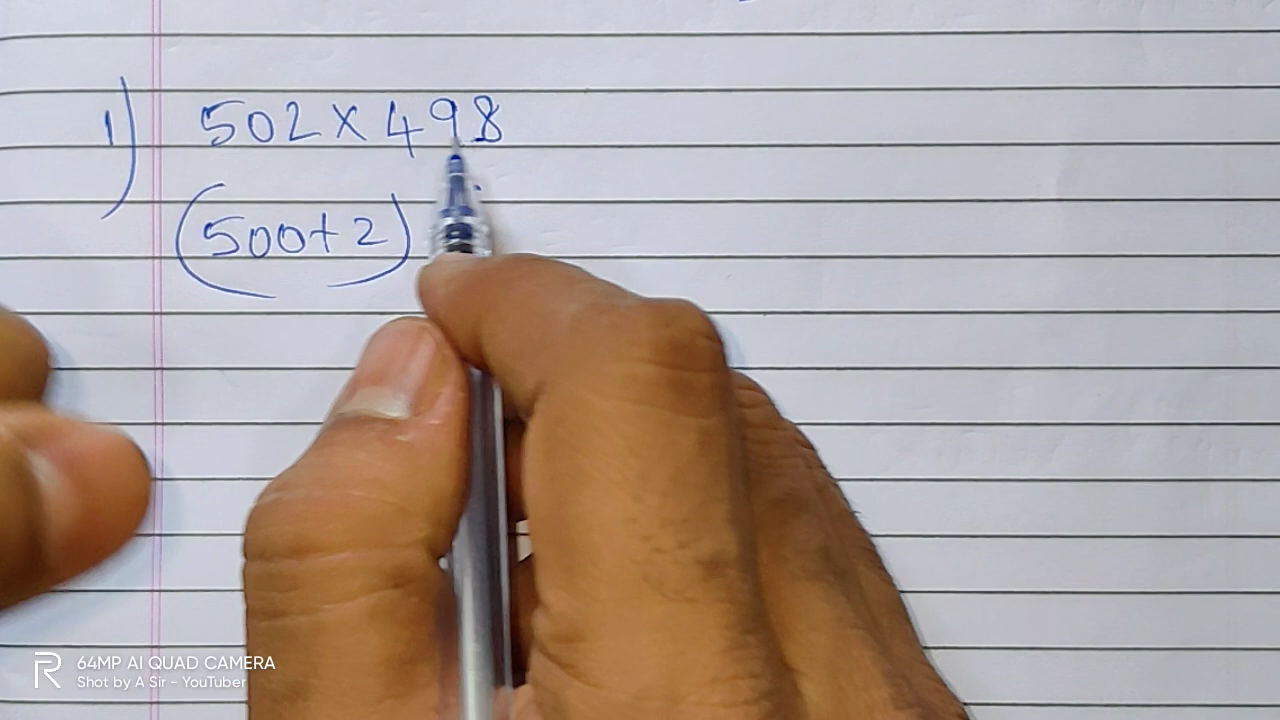 1) 502 × 498
(500+2)
64MP AI QUAD CAMERA
Shot by A Sir - YouTuber